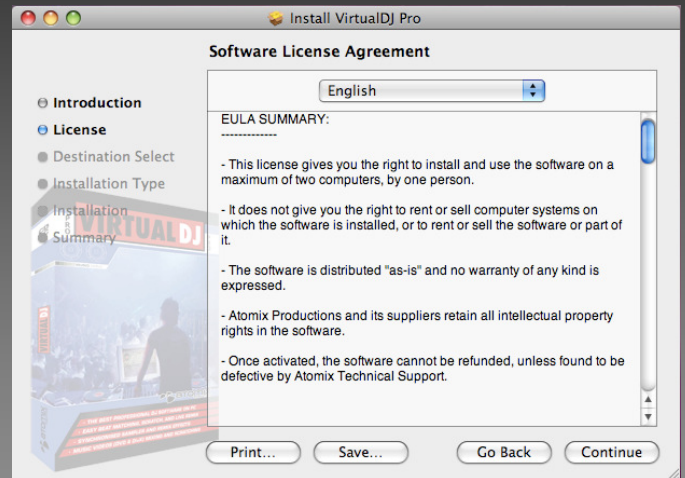 Install VirtualDJ Pro
Software License Agreement
Introduction
License
Destination Select
Installation Type
Installation
Summary
English
EULA SUMMARY:
-------------
- This license gives you the right to install and use the software on a
maximum of two computers, by one person.
- It does not give you the right to rent or sell computer systems on
which the software is installed, or to rent or sell the software or part of
it.
- The software is distributed "as-is" and no warranty of any kind is
expressed.
- Atomix Productions and its suppliers retain all intellectual property
rights in the software.
- Once activated, the software cannot be refunded, unless found to be
defective by Atomix Technical Support.
PRO
VIRTUAL DJ
VIRTUAL DJ
Print...
Save...
Go Back
Continue